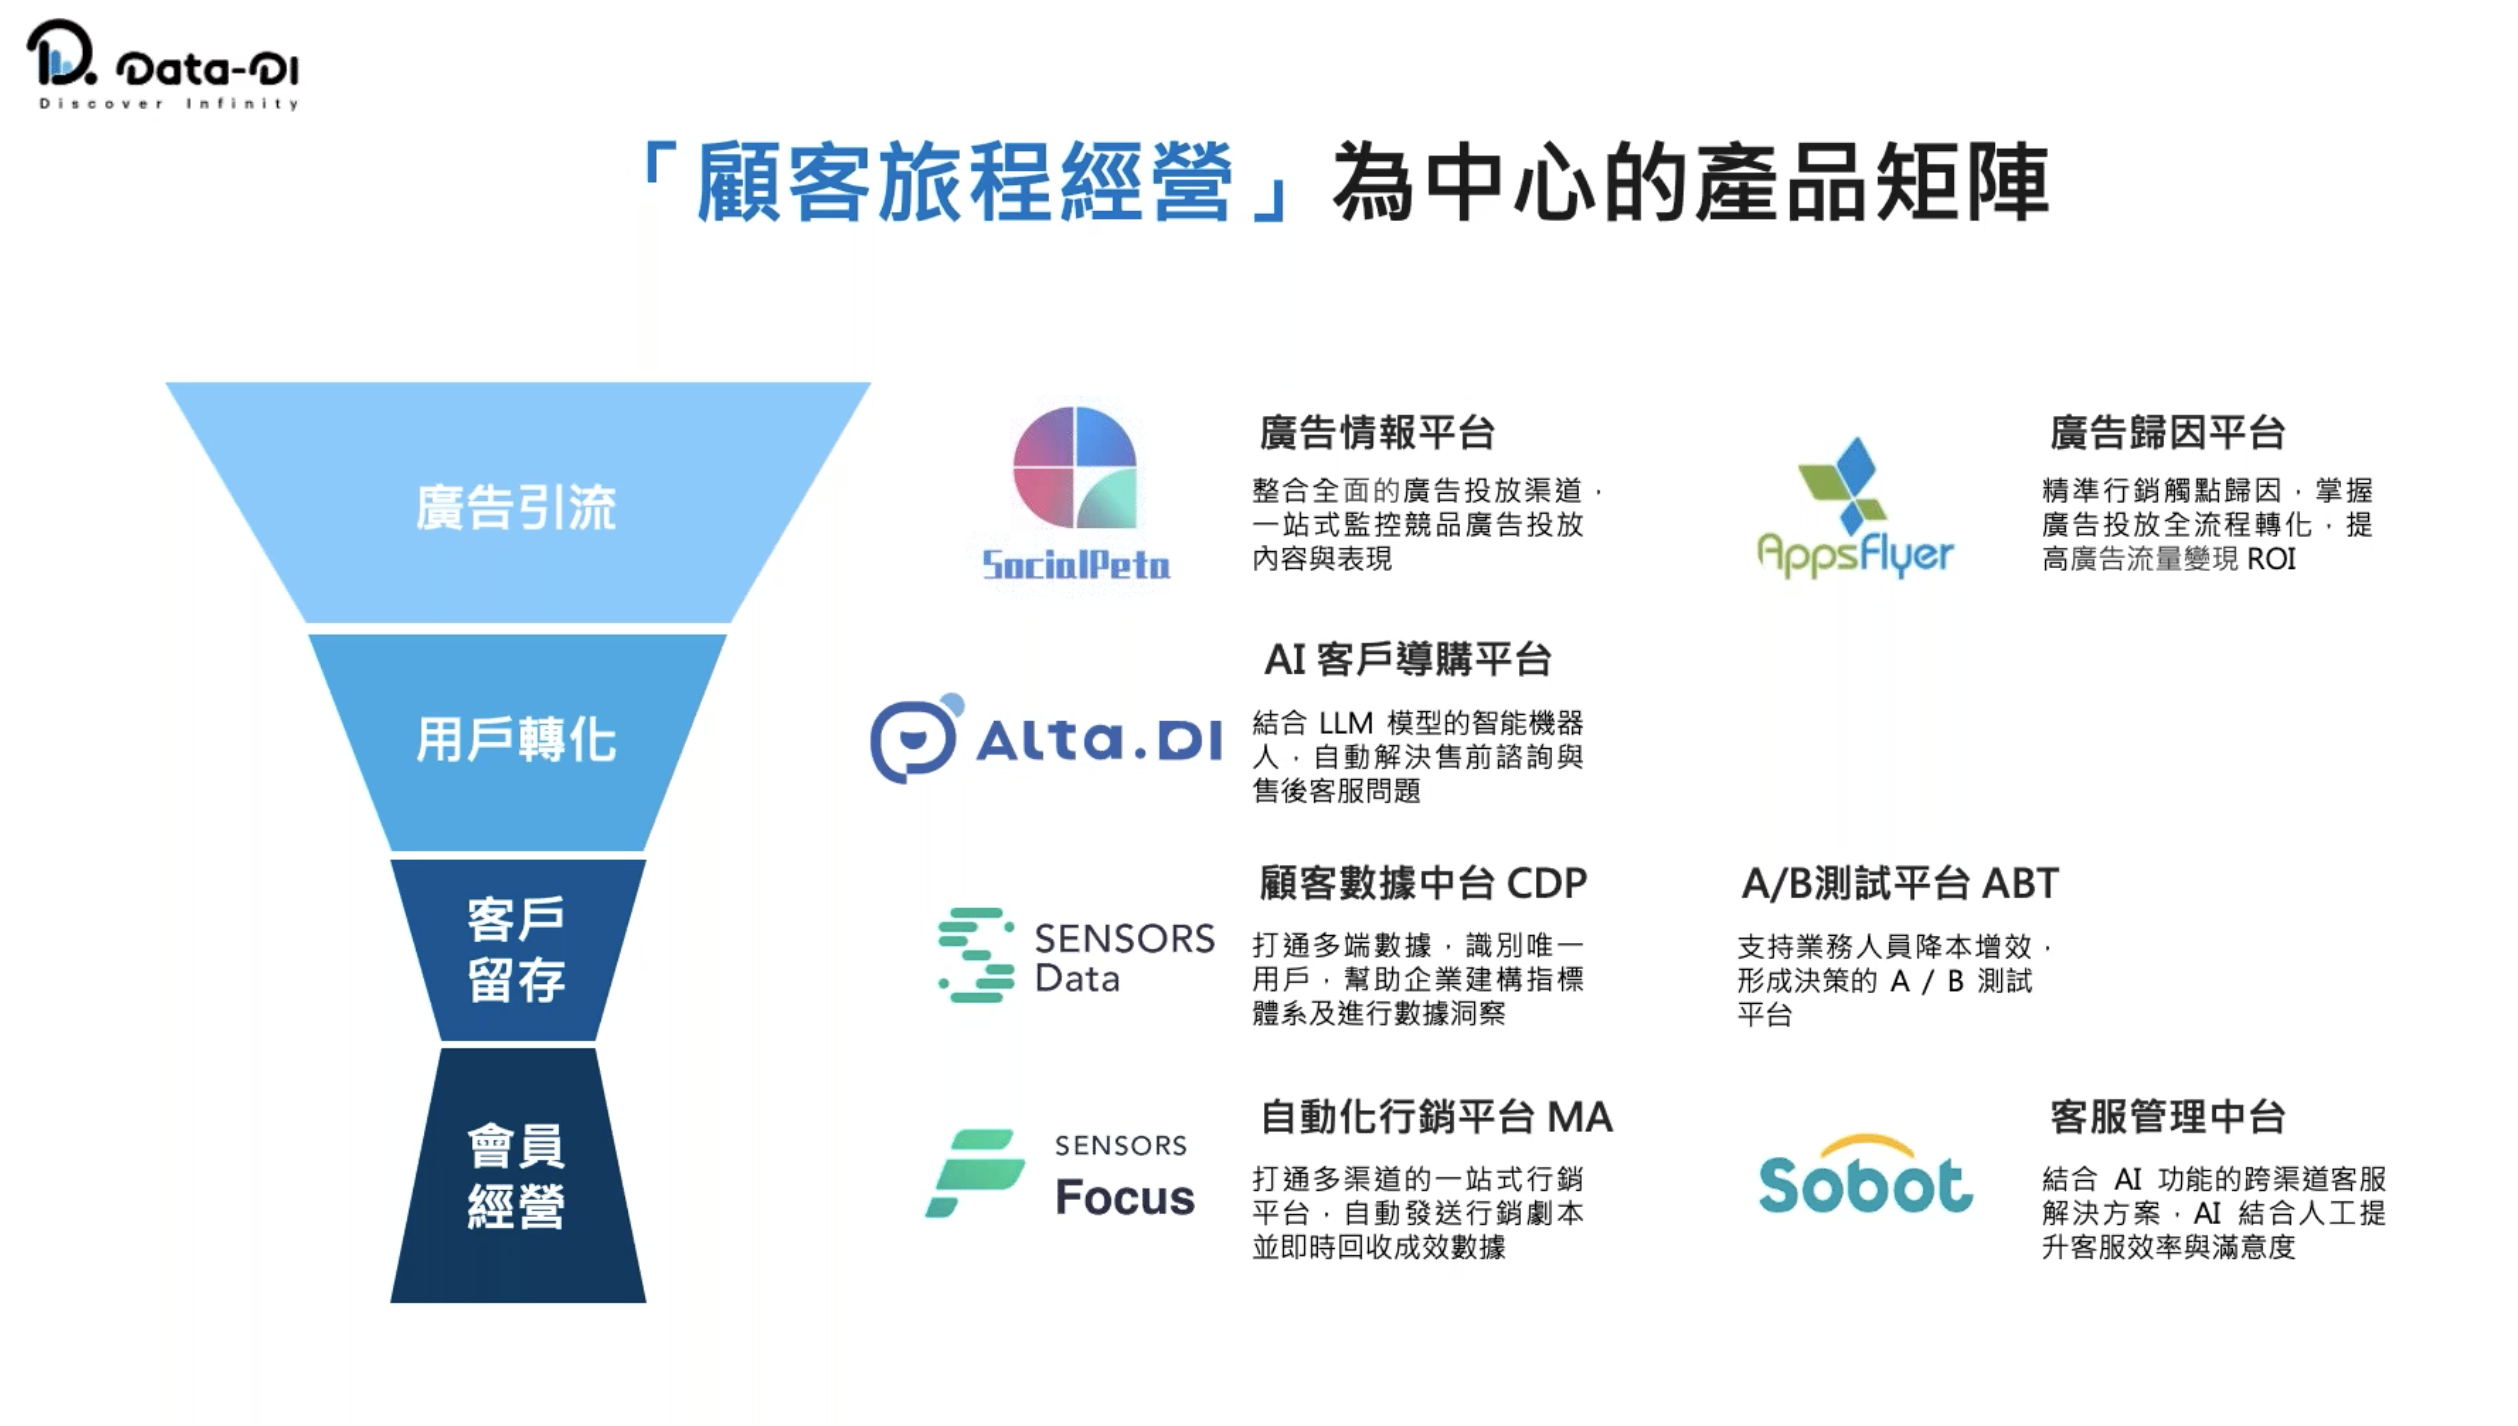 Data-DI
Discover Infinity
「顧客旅程經營」為中心的產品矩陣
廣告引流
SocialPeta
廣告情報平台
整合全面的廣告投放渠道，
一站式監控競品廣告投放
內容與表現
AppsFlyer
廣告歸因平台
精準行銷觸點歸因，掌握
廣告投放全流程轉化，提
高廣告流量變現 ROI
用戶轉化
Alta.DI
AI 客戶導購平台
結合 LLM 模型的智能機器
人，自動解決售前諮詢與
售後客服問題
客戶
留存
SENSORS
Data
顧客數據中台 CDP
打通多端數據，識別唯一
用戶，幫助企業建構指標
體系及進行數據洞察
A/B測試平台 ABT
支持業務人員降本增效，
形成決策的 A / B 測試
平台
會員
經營
SENSORS
Focus
自動化行銷平台 MA
打通多渠道的一站式行銷
平台，自動發送行銷劇本
並即時回收成效數據
Sobot
客服管理中台
結合 AI 功能的跨渠道客服
解決方案，AI 結合人工提
升客服效率與滿意度